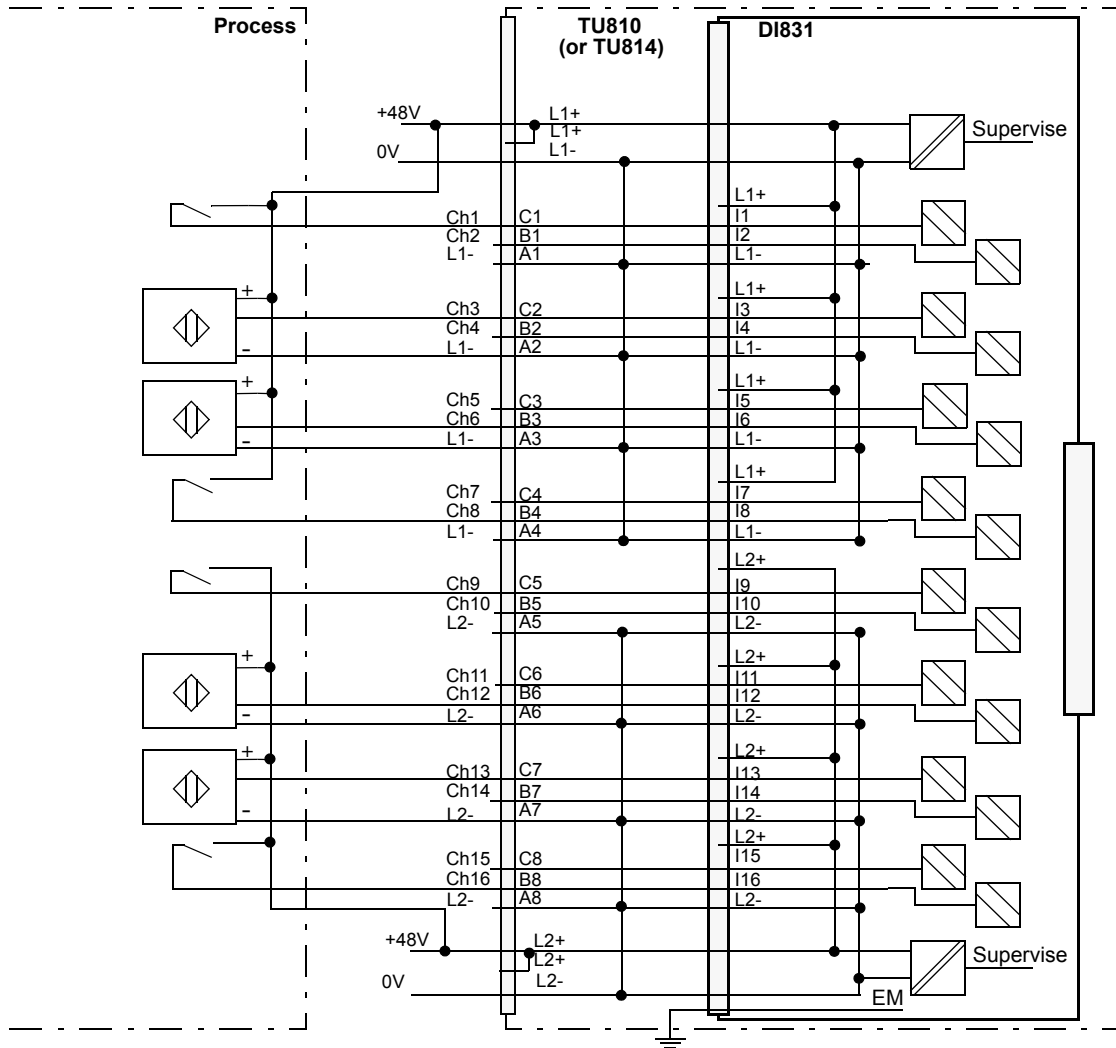 Process
TU810
(or TU814)
DI831
+48V
L1+
L1+
Supervise
0V
L1-
L1+
Ch1 C1 I1
Ch2 B1 I2
L1- A1 L1-
+
L1+
Ch3 C2 I3
Ch4 B2 I4
- L1- A2 L1-
+
L1+
Ch5 C3 I5
Ch6 B3 I6
- L1- A3 L1-
L1+
Ch7 C4 I7
Ch8 B4 I8
L1- A4 L1-
L2+
Ch9 C5 I9
Ch10 B5 I10
L2- A5 L2-
+
L2+
Ch11 C6 I11
Ch12 B6 I12
- L2- A6 L2-
+
L2+
Ch13 C7 I13
Ch14 B7 I14
- L2- A7 L2-
L2+
Ch15 C8 I15
Ch16 B8 I16
L2- A8 L2-
+48V L2+
L2+
Supervise
0V L2-
EM